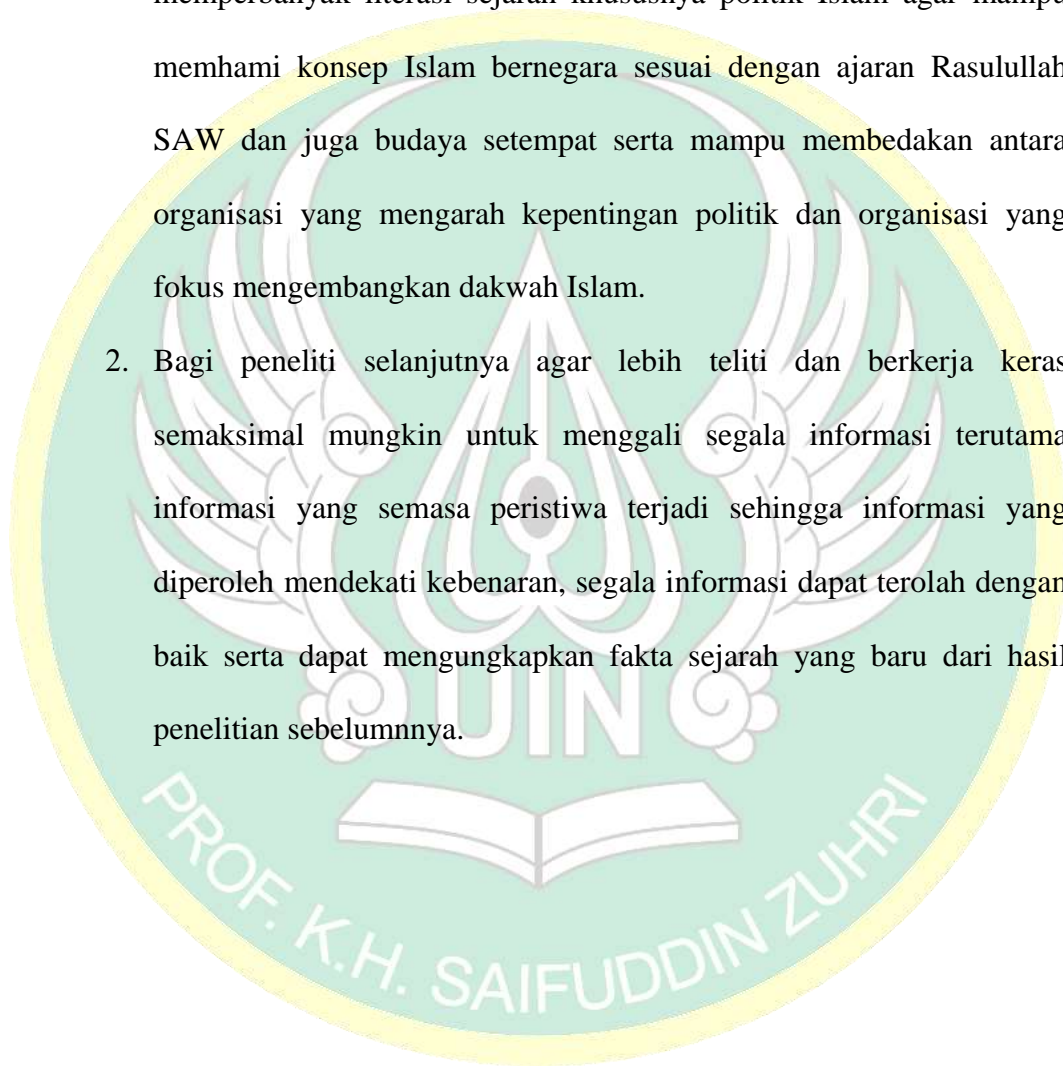 memperbanyak literasi sejarah khususnya politik Islam agar mampu
memhami konsep Islam bernegara sesuai dengan ajaran Rasulullah
SAW dan juga budaya setempat serta mampu membedakan antara
organisasi yang mengarah kepentingan politik dan organisasi yang
fokus mengembangkan dakwah Islam.
2. Bagi peneliti selanjutnya agar lebih teliti dan berkerja keras
semaksimal mungkin untuk menggali segala informasi terutama
informasi yang semasa peristiwa terjadi sehingga informasi yang
diperoleh mendekati kebenaran, segala informasi dapat terolah dengan
baik serta dapat mengungkapkan fakta sejarah yang baru dari hasil
penelitian sebelumnnya.
UIN
PROF. K.H. SAIFUDDIN ZUHRI